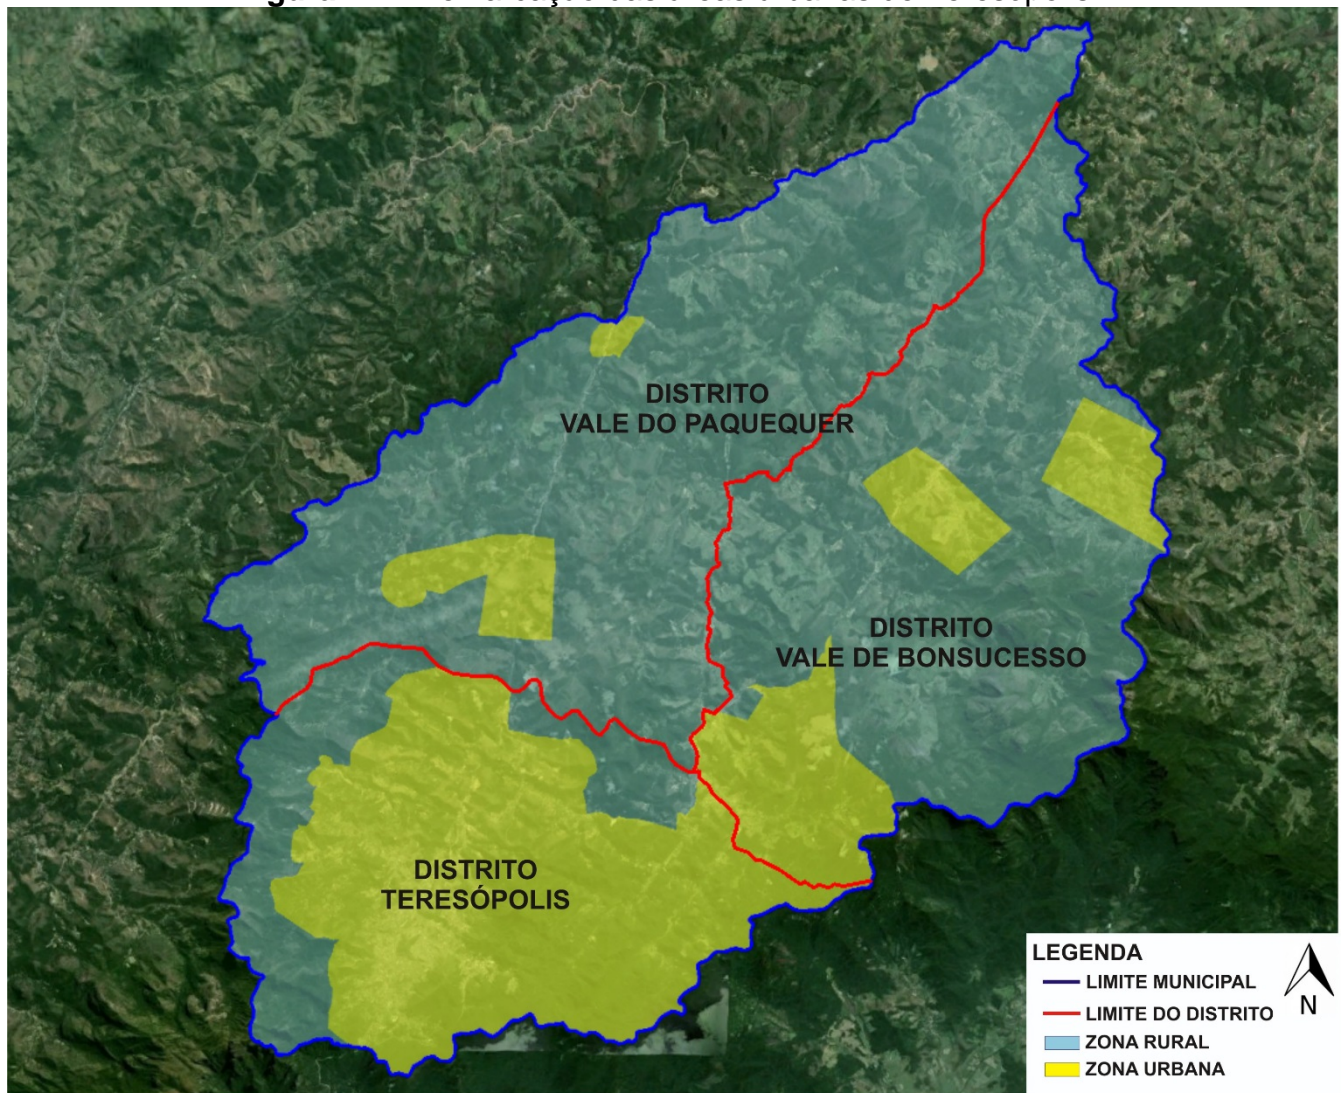 DISTRITO
VALE DO PAQUEQUER
DISTRITO
VALE DE BONSUCESSO
DISTRITO
TERESÓPOLIS
LEGENDA
LIMITE MUNICIPAL
LIMITE DO DISTRITO
ZONA RURAL
ZONA URBANA
N